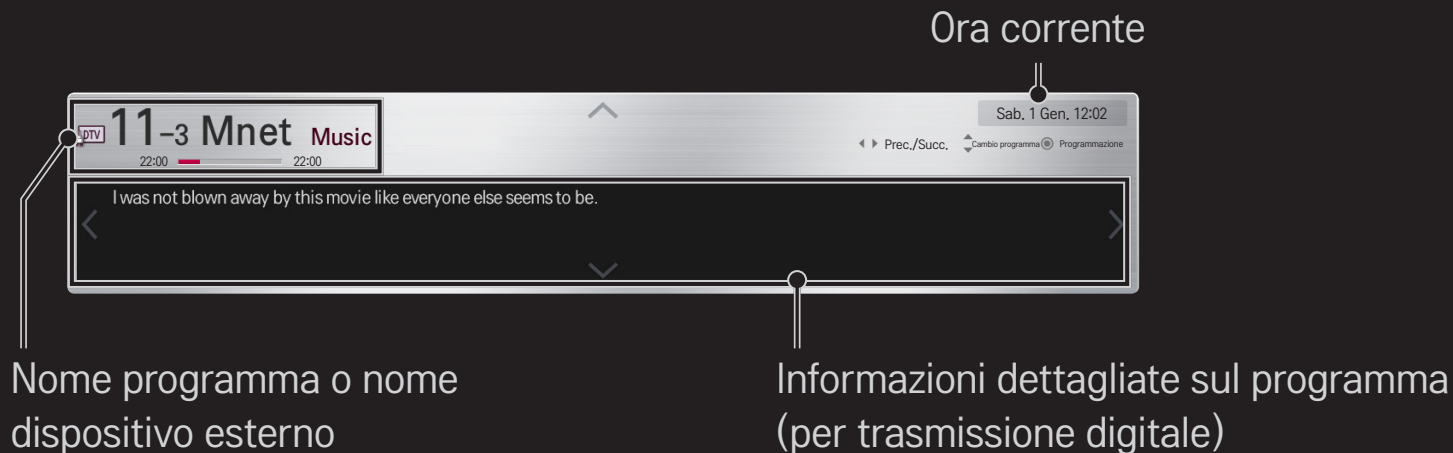 Ora corrente
DTV 11-3 Mnet Music
Sab. 1 Gen. 12:02
22:00 22:00
Prec./Succ. Cambio programma Programmazione
I was not blown away by this movie like everyone else seems to be.
Nome programma o nome
dispositivo esterno
Informazioni dettagliate sul programma
(per trasmissione digitale)